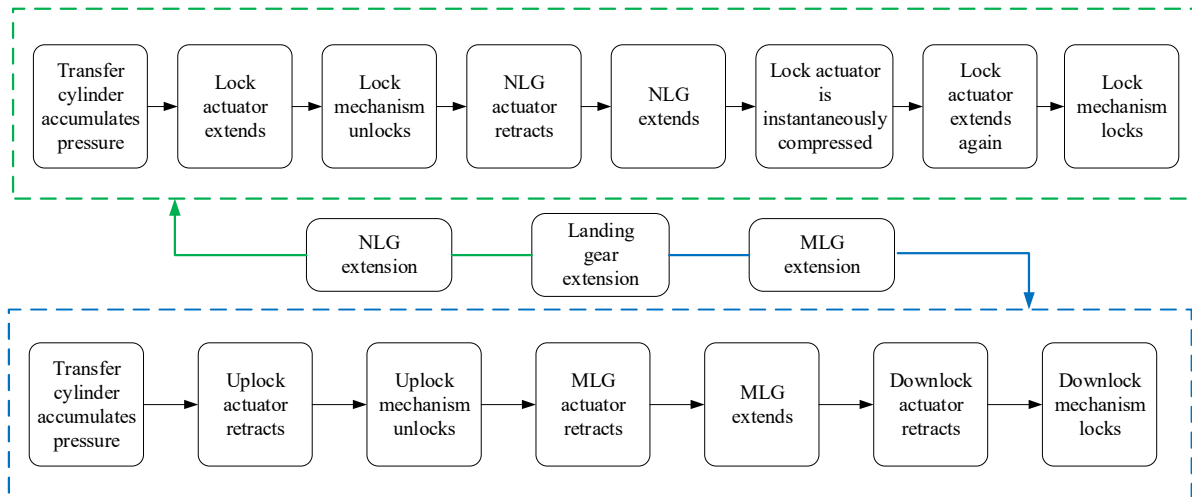 Transfer
cylinder
accumulates
pressure
Lock
actuator
extends
Lock
mechanism
unlocks
NLG
actuator
retracts
NLG
extends
Lock actuator
is
instantaneously
compressed
Lock
actuator
extends
again
Lock
mechanism
locks
NLG
extension
Landing
gear
extension
MLG
extension
Transfer
cylinder
accumulates
pressure
Uplock
actuator
retracts
Uplock
mechanism
unlocks
MLG
actuator
retracts
MLG
extends
Downlock
actuator
retracts
Downlock
mechanism
locks